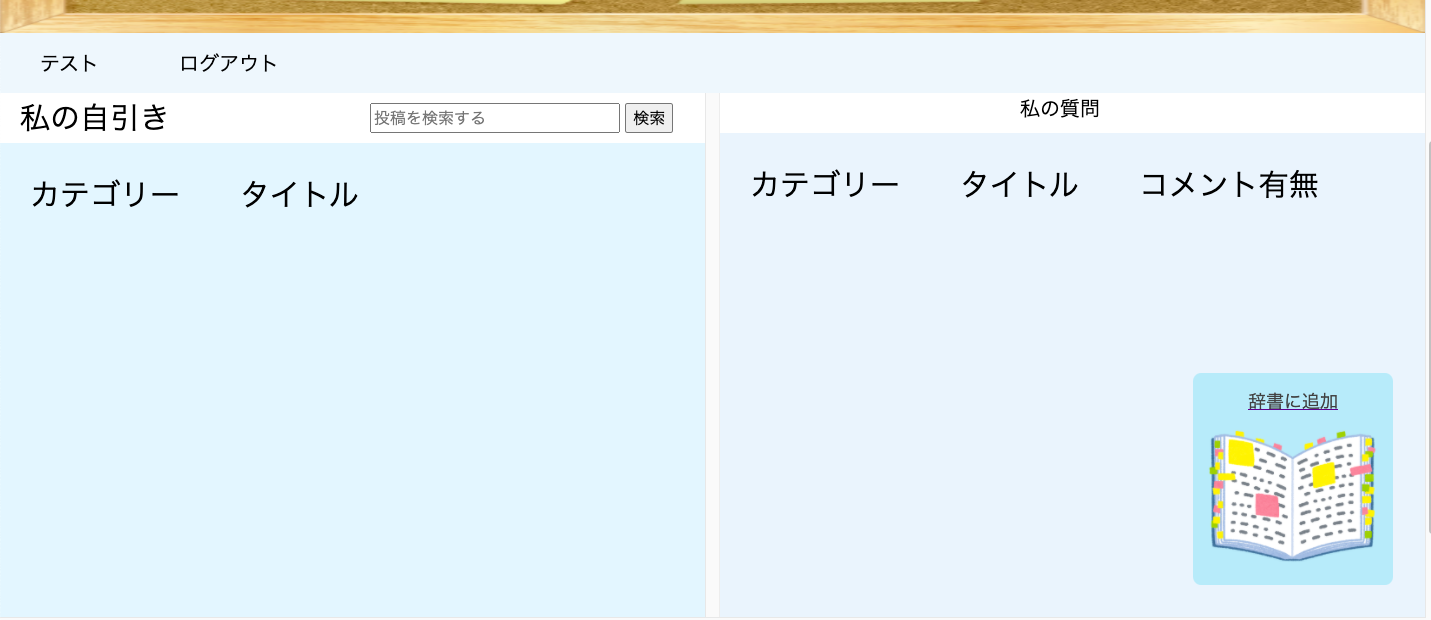 テスト ログアウト
私の自引き 投稿を検索する 検索
カテゴリー タイトル
私の質問
カテゴリー タイトル コメント有無
辞書に追加